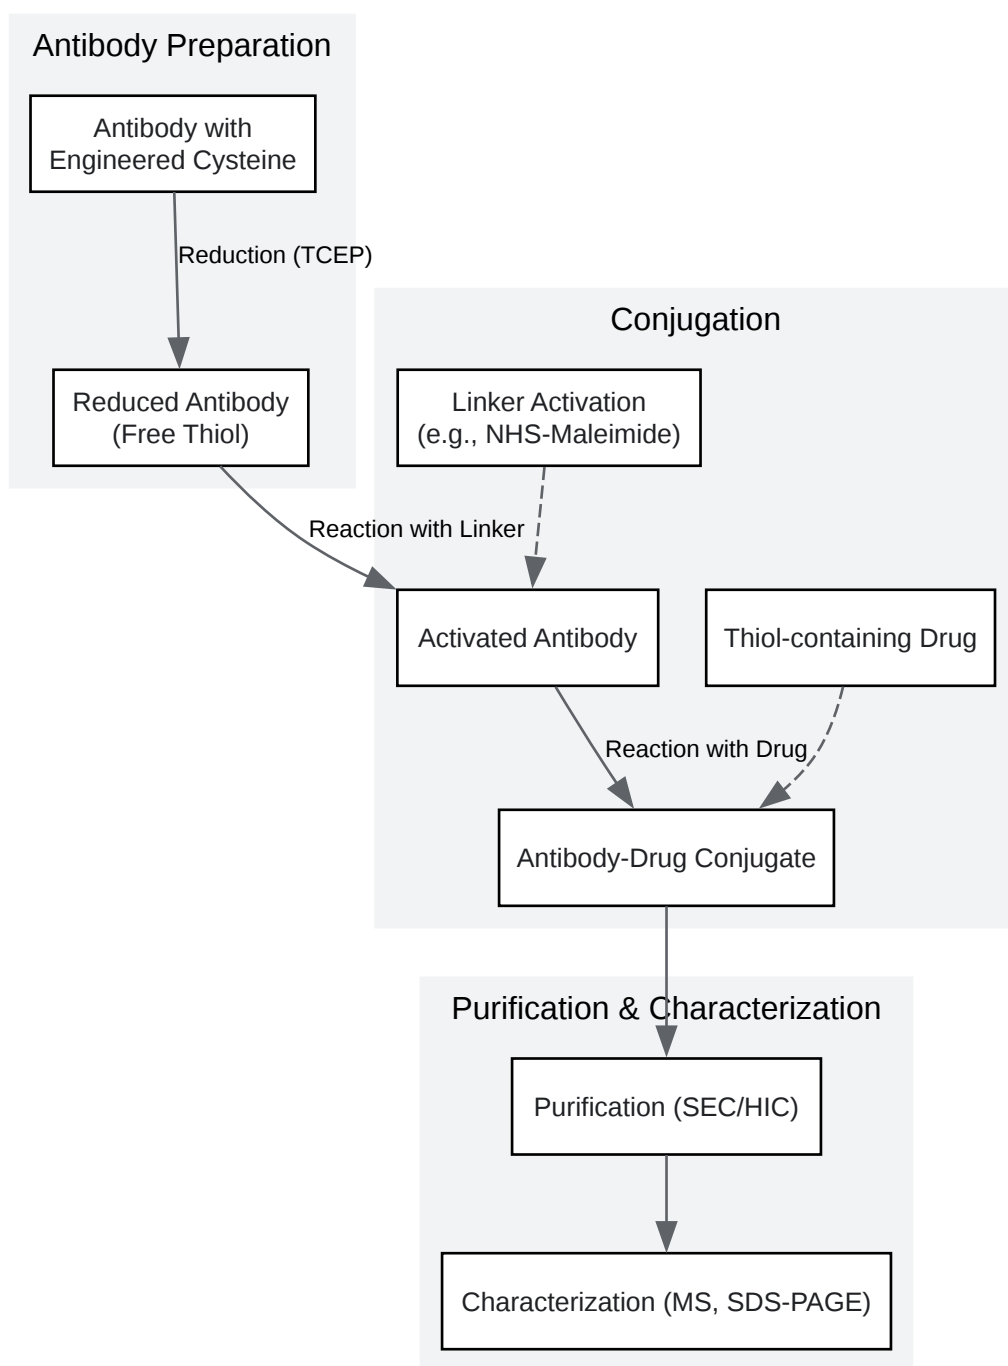 Antibody Preparation
Antibody with
Engineered Cysteine
Reduction (TCEP)
Reduced Antibody
(Free Thiol)
Conjugation
Linker Activation
(e.g., NHS-Maleimide)
Reaction with Linker
Activated Antibody
Thiol-containing Drug
Reaction with Drug
Antibody-Drug Conjugate
Purification & Characterization
Purification (SEC/HIC)
Characterization (MS, SDS-PAGE)